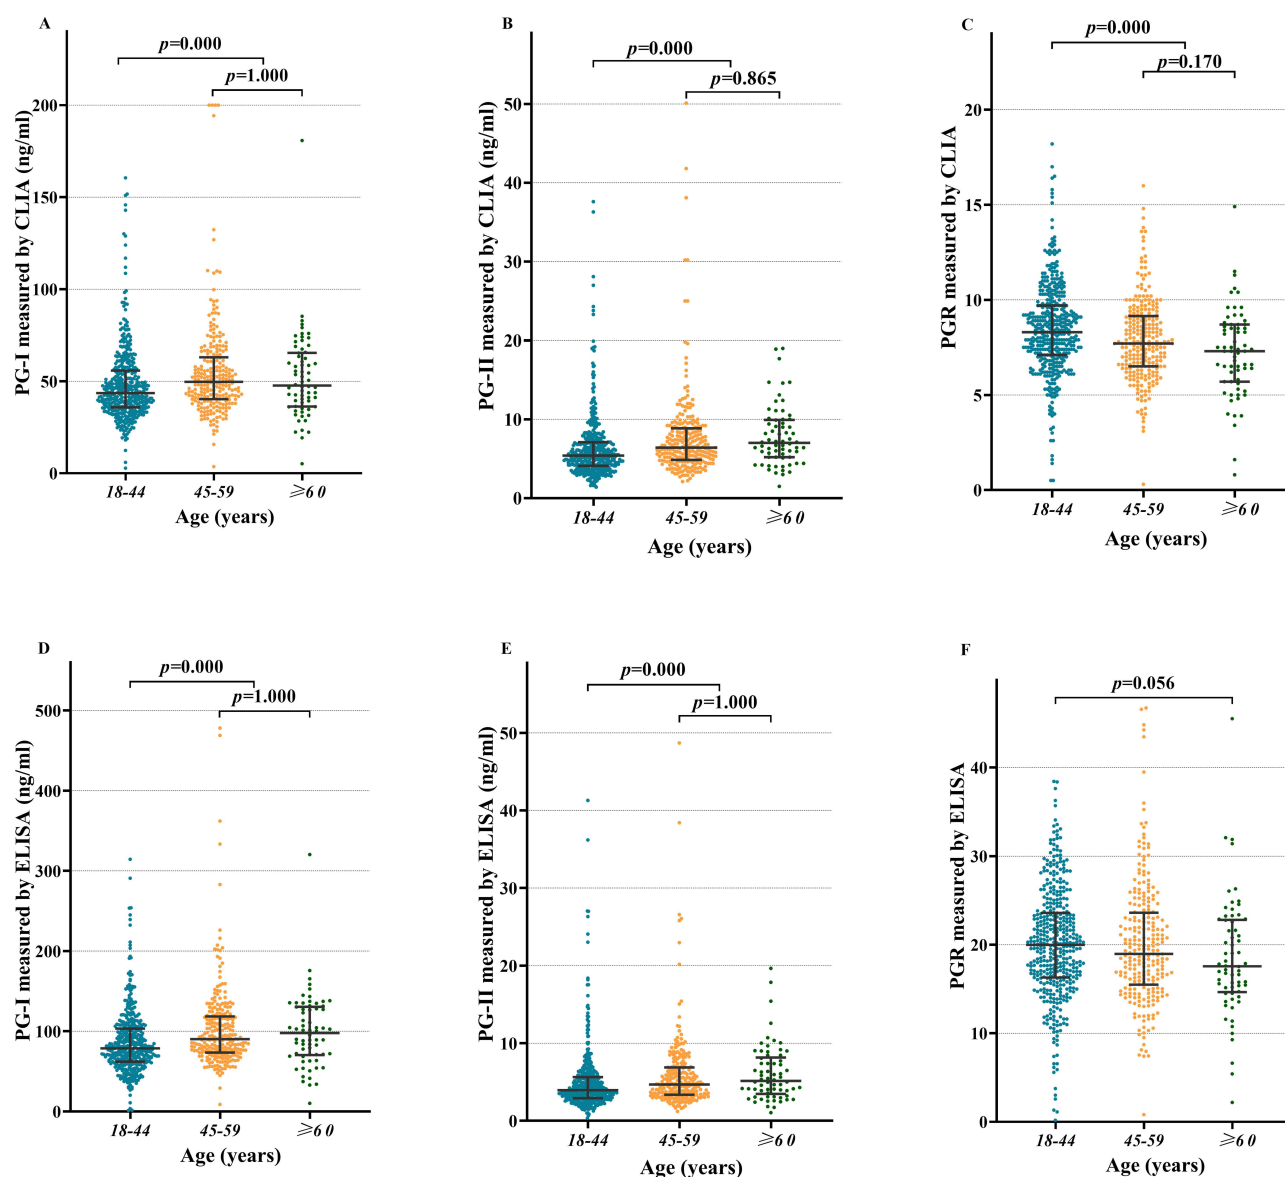 A
p=0.000
p=1.000
200
150
100
50
0
PG-I measured by CLIA (ng/ml)
18-44 45-59 ⩾60
Age (years)
B
p=0.000
p=0.865
50
40
30
20
10
0
PG-II measured by CLIA (ng/ml)
18-44 45-59 ⩾60
Age (years)
C
p=0.000
p=0.170
20
15
10
5
0
PGR measured by CLIA
18-44 45-59 ⩾60
Age (years)
D
p=0.000
p=1.000
500
400
300
200
100
0
PG-I measured by ELISA (ng/ml)
18-44 45-59 ⩾60
Age (years)
E
p=0.000
p=1.000
50
40
30
20
10
0
PG-II measured by ELISA (ng/ml)
18-44 45-59 ⩾60
Age (years)
F
p=0.056
40
30
20
10
0
PGR measured by ELISA
18-44 45-59 ⩾60
Age (years)